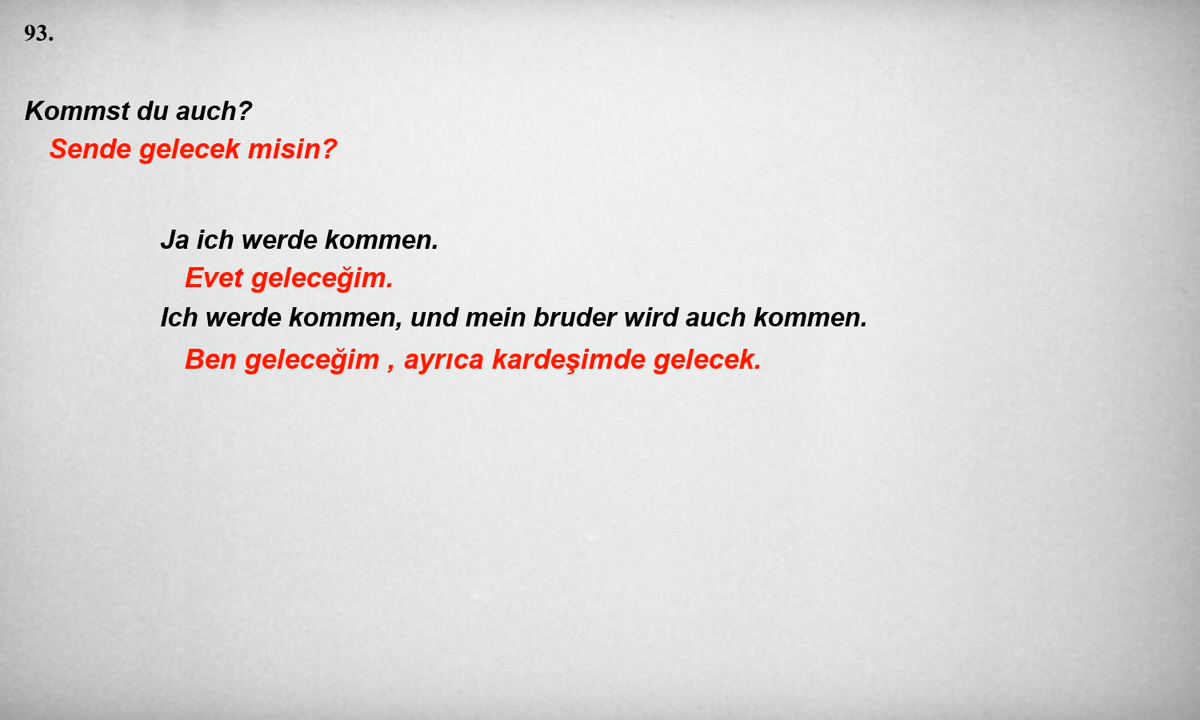 93.
Kommst du auch?
Sende gelecek misin?
Ja ich werde kommen.
Evet geleceğim.
Ich werde kommen, und mein bruder wird auch kommen.
Ben geleceğim , ayrıca kardeşimde gelecek.